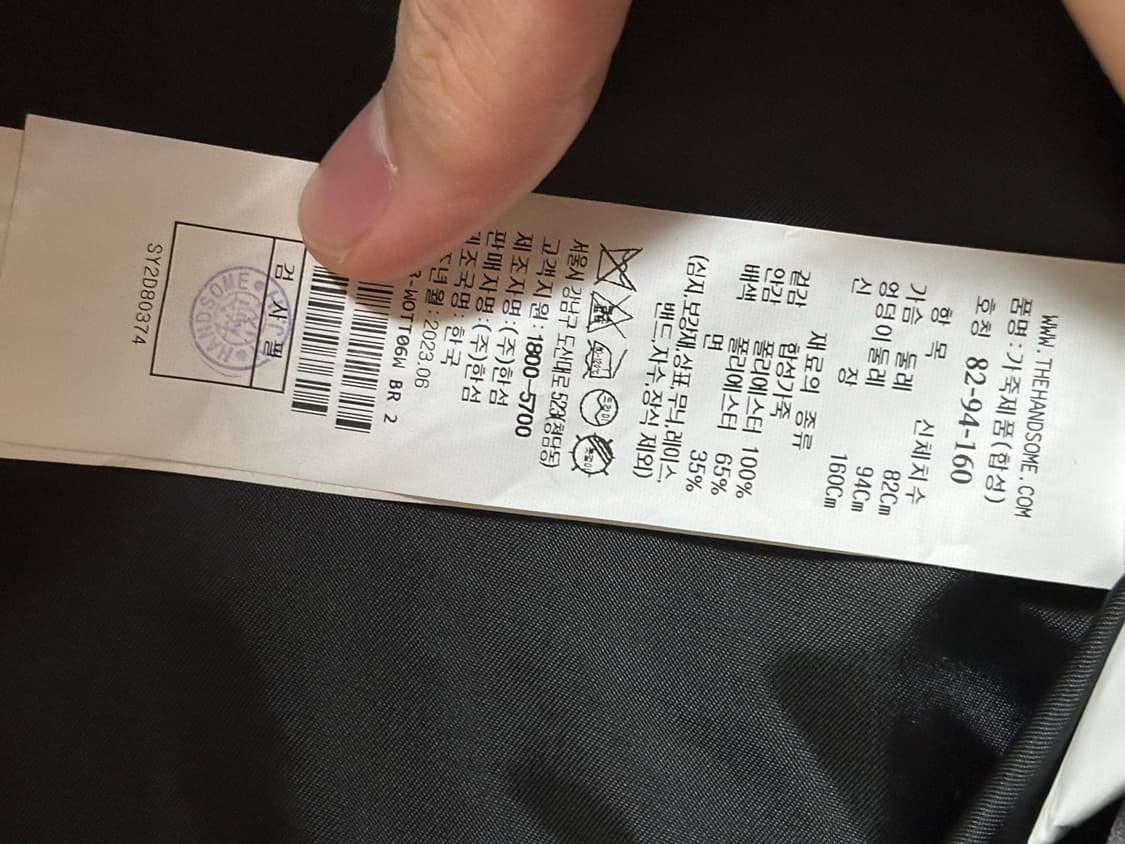 WWW.THEHANDSOME.COM
품명:가죽제품(합성)
호칭 82-94-160
항 목 신체치수
가슴 둘레 82Cm
엉덩이둘레 94Cm
신 장 160Cm
재료의 종류
겉감 합성가죽
안감 폴리에스터 100%
배색 폴리에스터 65%
면 35%
(심지,보강재,상표,무늬,레이스
밴드,자수,장식 제외)
드라이
서울시 강남구 도산대로 523(청담동)
고객지원:1800-5700
제조자명:(주)한섬
판매자명:(주)한섬
제조국명:한국
년월:2023.06
R-WOTT06W BR 2
검 사 필
HANDSOME
SY2D80374